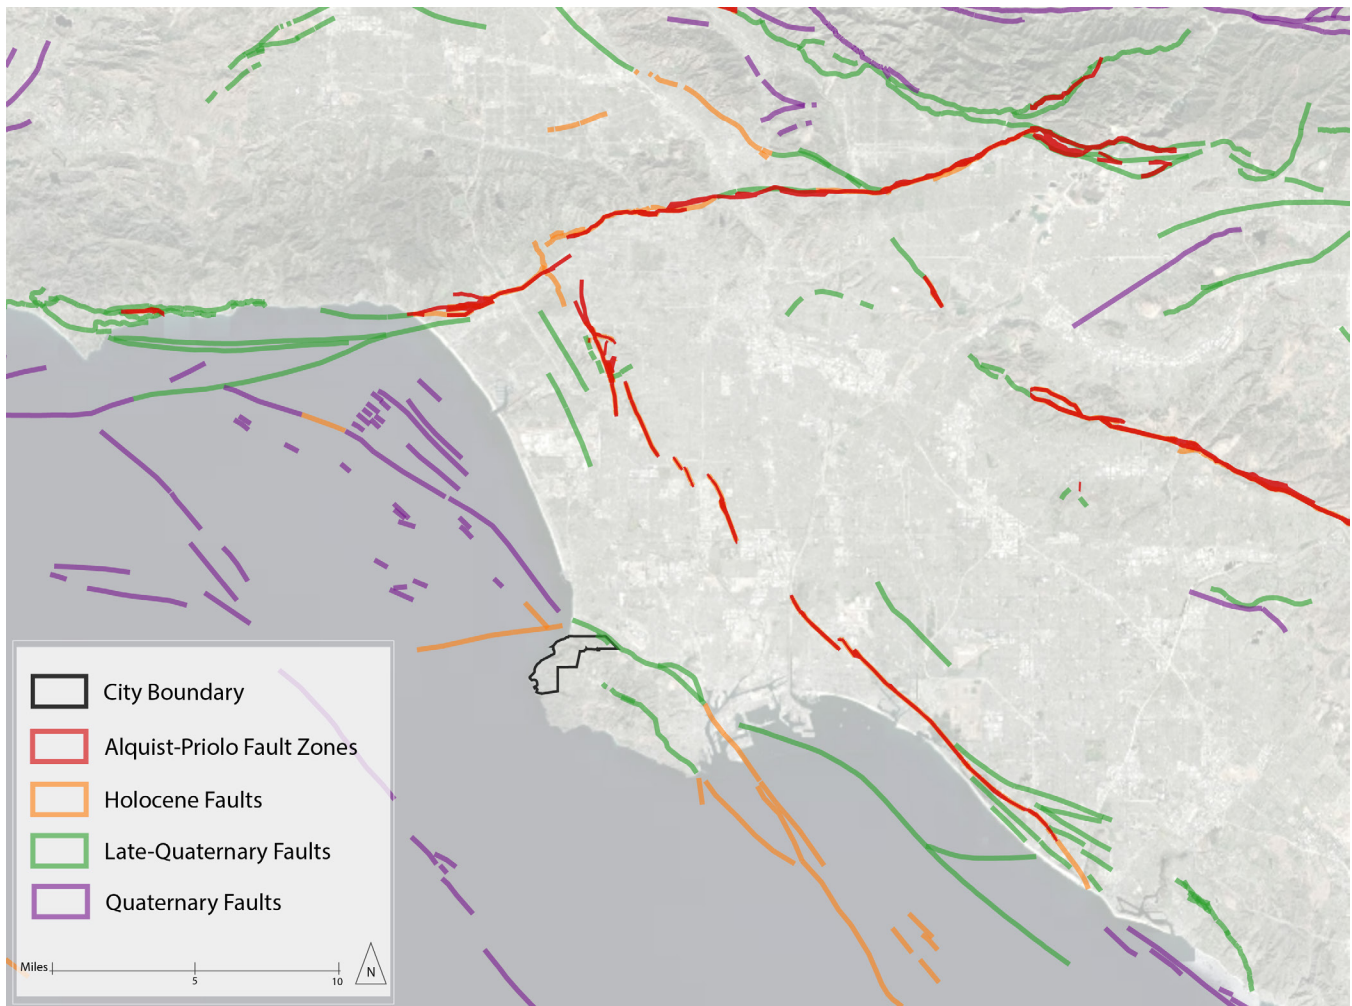 City Boundary
Alquist-Priolo Fault Zones
Holocene Faults
Late-Quaternary Faults
Quaternary Faults
Miles
5
10
N